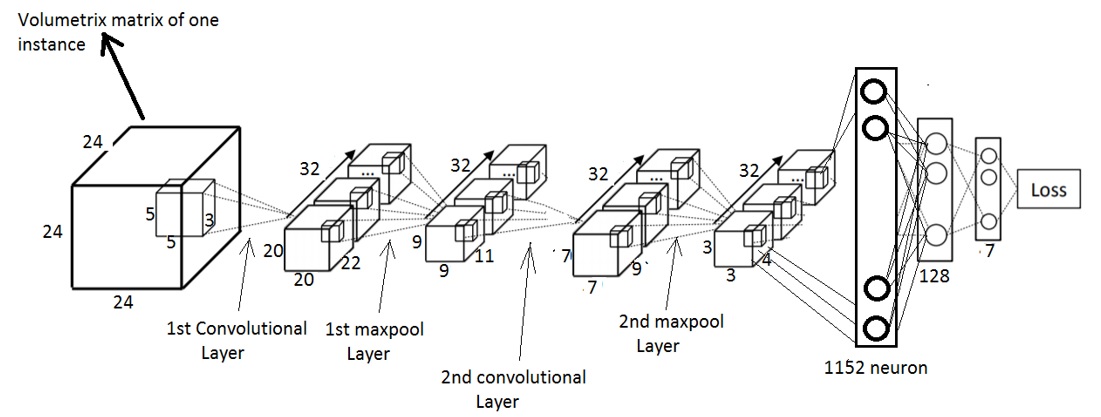 Volumetrix matrix of one
instance
24
24
24
5
5
3
32
20
20
22
32
9
9
11
32
7
7
9
32
3
3
4
1st Convolutional
Layer
1st maxpool
Layer
2nd convolutional
Layer
2nd maxpool
Layer
1152 neuron
128
7
Loss
...
...
...
...